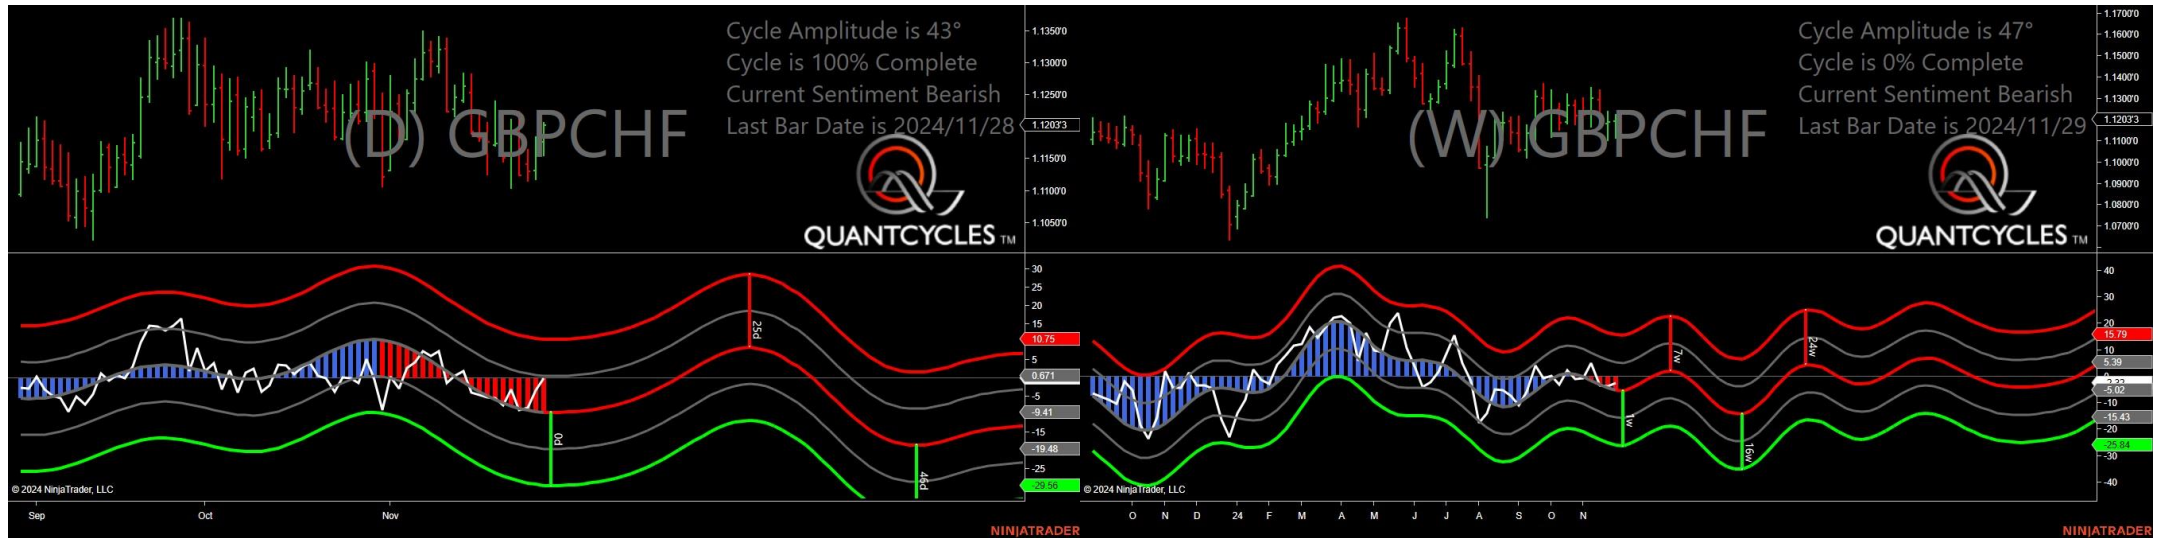 Cycle Amplitude is 43°
Cycle is 100% Complete
Current Sentiment Bearish
Last Bar Date is 2024/11/28
(D) GBPCHF
QUANTCYCLES TM
1.1350'0
1.1300'0
1.1250'0
1.1203'3
1.1150'0
1.1100'0
1.1050'0
30
25
20
15
10.75
5
0.671
-5
-9.41
-15
-19.48
-25
-29.56
25d
0d
46d
© 2024 NinjaTrader, LLC
Sep Oct Nov
NINJATRADER
Cycle Amplitude is 47°
Cycle is 0% Complete
Current Sentiment Bearish
Last Bar Date is 2024/11/29
(W) GBPCHF
QUANTCYCLES TM
1.1700'0
1.1600'0
1.1500'0
1.1400'0
1.1300'0
1.1203'3
1.1100'0
1.1000'0
1.0900'0
1.0800'0
1.0700'0
40
30
20
15.79
10
5.39
-5.02
-10
-15.43
-20
-25.84
-30
-40
7w
24w
1w
16w
© 2024 NinjaTrader, LLC
O N D 24 F M A M J J A S O N
NINJATRADER